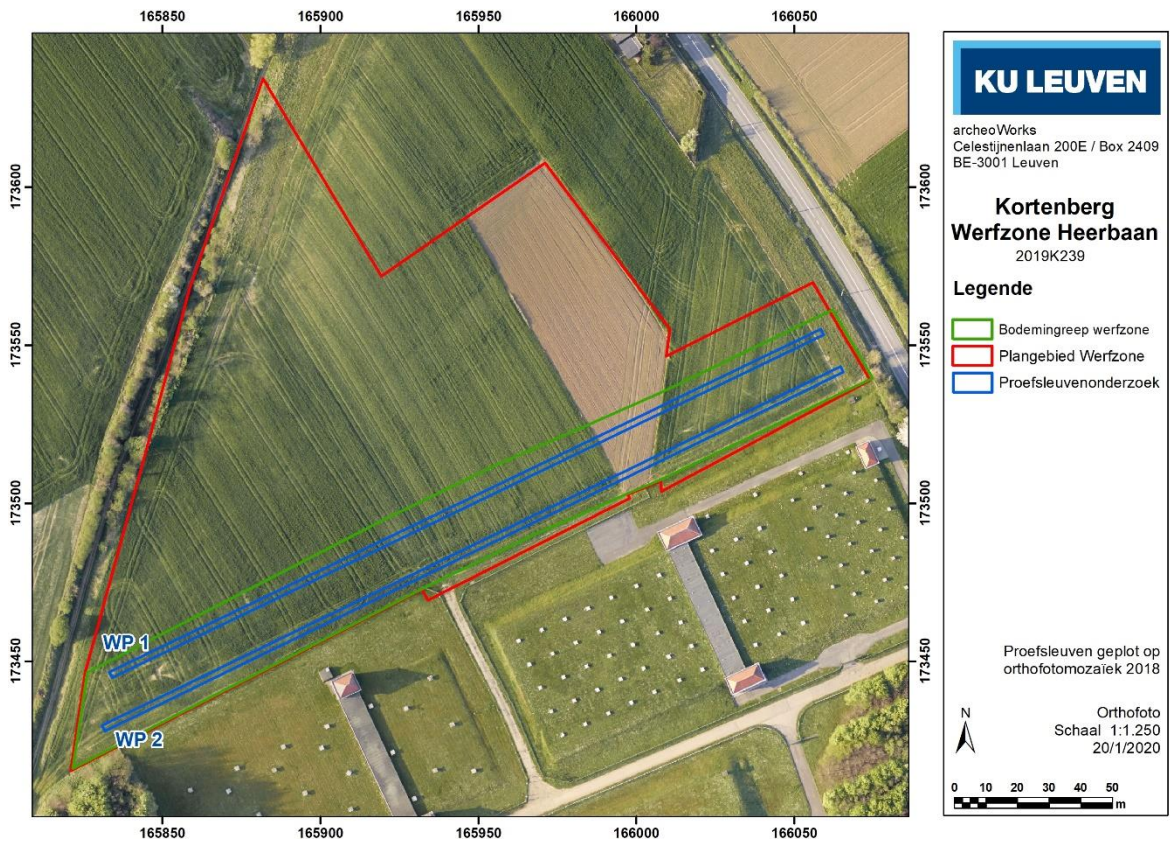 165850 165900 165950 166000 166050
173600
173550
173500
173450
173600
173550
173500
173450
WP 1
WP 2
165850 165900 165950 166000 166050
KU LEUVEN
archeoWorks
Celestijnenlaan 200E / Box 2409
BE-3001 Leuven
Kortenberg
Werfzone Heerbaan
2019K239
Legende
Bodemingreep werfzone
Plangebied Werfzone
Proefsleuvenonderzoek
Proefsleuven geplot op
orthofotomozaïek 2018
N
Orthofoto
Schaal 1:1.250
20/1/2020
0 10 20 30 40 50
m